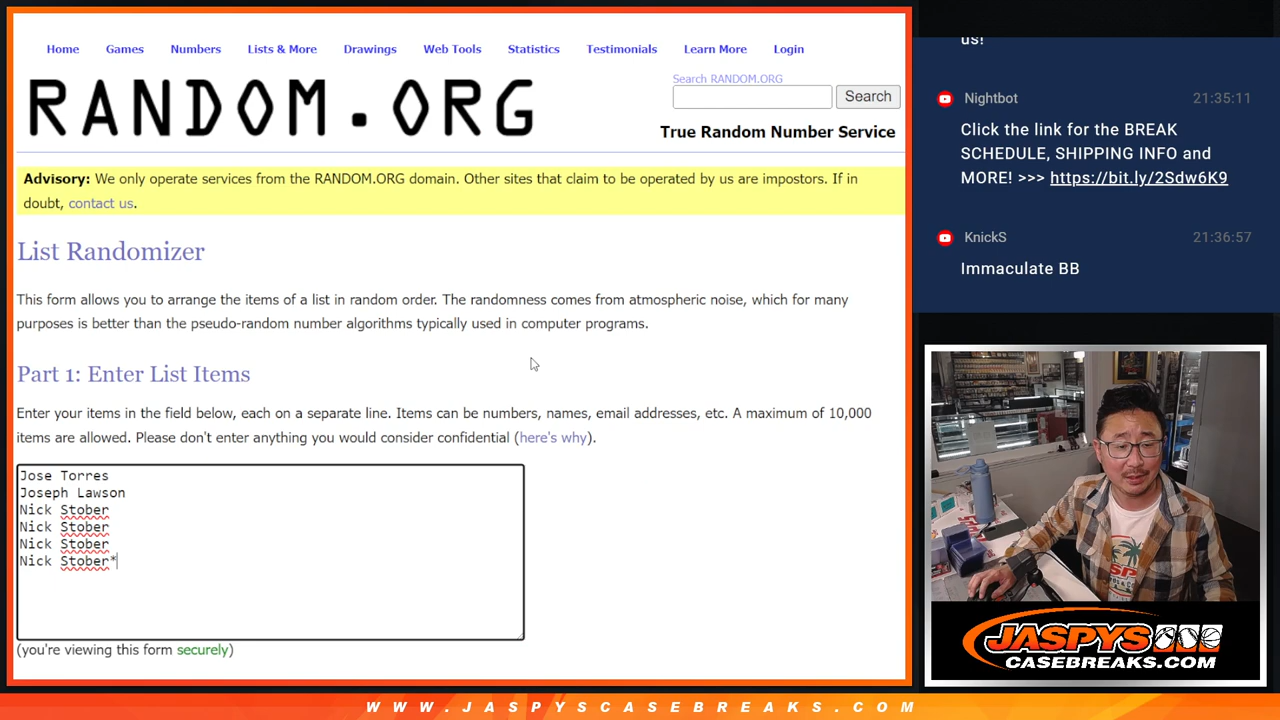 Home Games Numbers Lists & More Drawings Web Tools Statistics Testimonials Learn More Login
RANDOM.ORG
Search RANDOM.ORG
Search
True Random Number Service
Advisory: We only operate services from the RANDOM.ORG domain. Other sites that claim to be operated by us are impostors. If in
doubt, contact us.
List Randomizer
This form allows you to arrange the items of a list in random order. The randomness comes from atmospheric noise, which for many
purposes is better than the pseudo-random number algorithms typically used in computer programs.
Part 1: Enter List Items
Enter your items in the field below, each on a separate line. Items can be numbers, names, email addresses, etc. A maximum of 10,000
items are allowed. Please don't enter anything you would consider confidential (here's why).
Jose Torres
Joseph Lawson
Nick Stober
Nick Stober
Nick Stober
Nick Stober*
(you're viewing this form securely)
us!
Nightbot 21:35:11
Click the link for the BREAK
SCHEDULE, SHIPPING INFO and
MORE! >>> https://bit.ly/2Sdw6K9
KnickS 21:36:57
Immaculate BB
JASPYS
CASEBREAKS.COM
WWW.JASPYSCASEBREAKS.COM